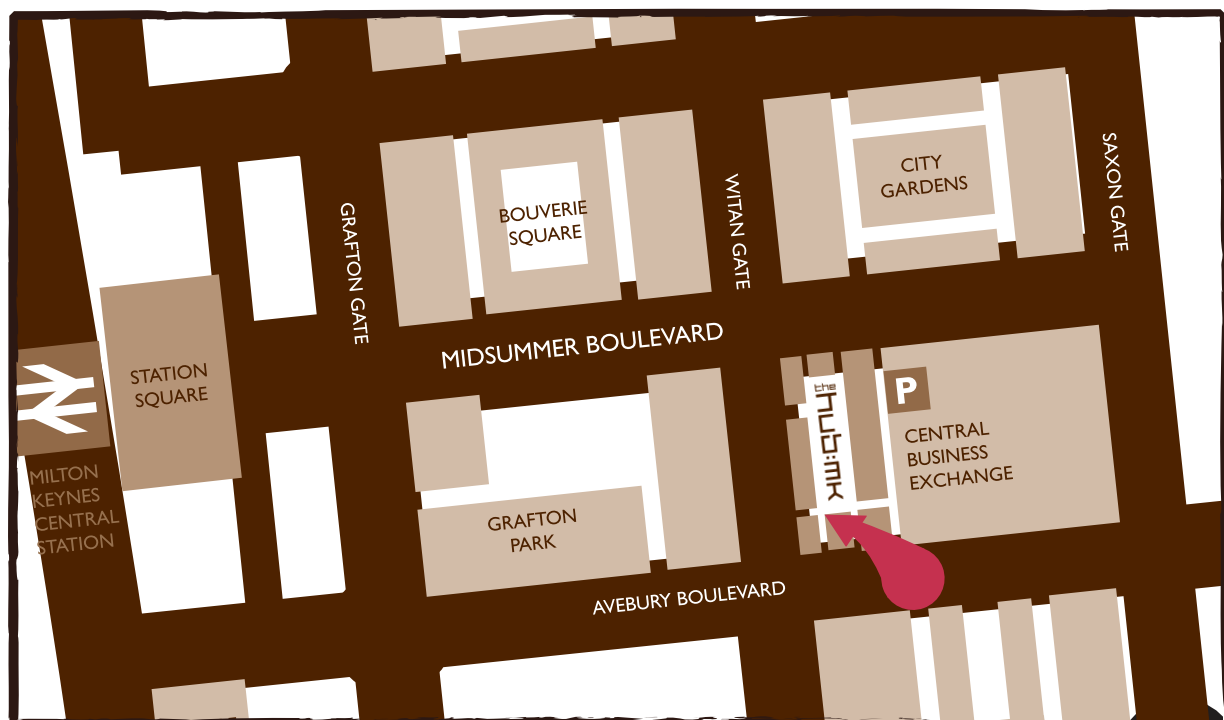 CITY
GARDENS
SAXON GATE
WITAN GATE
BOUVERIE
SQUARE
GRAFTON GATE
MIDSUMMER BOULEVARD
STATION
SQUARE
P
the
hub:mk
CENTRAL
BUSINESS
EXCHANGE
MILTON
KEYNES
CENTRAL
STATION
GRAFTON
PARK
AVEBURY BOULEVARD